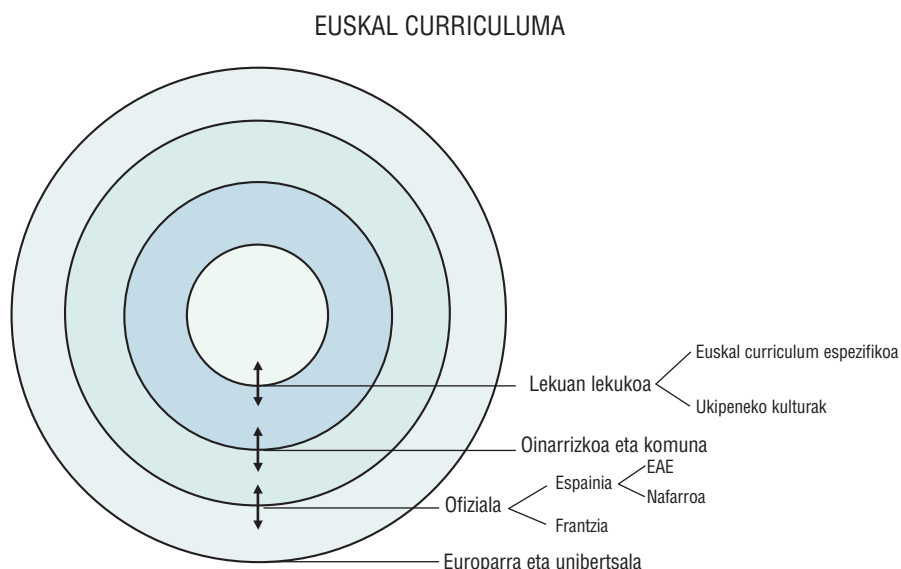 EUSKAL CURRICULUMA
Euskal curriculum espezifikoa
Lekuan lekukoa
Ukipeneko kulturak
Oinarrizkoa eta komuna
EAE
Espainia
Nafarroa
Ofiziala
Frantzia
Europarra eta unibertsala